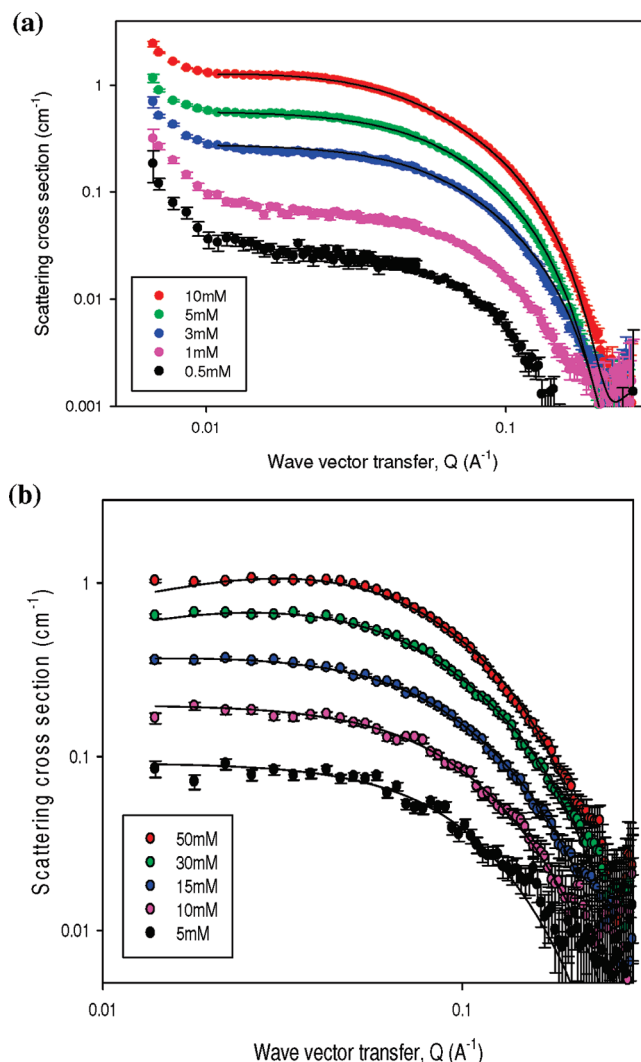 (a)
Scattering cross section (cm⁻¹)
1
0.1
0.01
0.001
10mM
5mM
3mM
1mM
0.5mM
0.01
0.1
Wave vector transfer, Q (A⁻¹)
(b)
Scattering cross section (cm⁻¹)
1
0.1
0.01
50mM
30mM
15mM
10mM
5mM
0.01
0.1
Wave vector transfer, Q (A⁻¹)